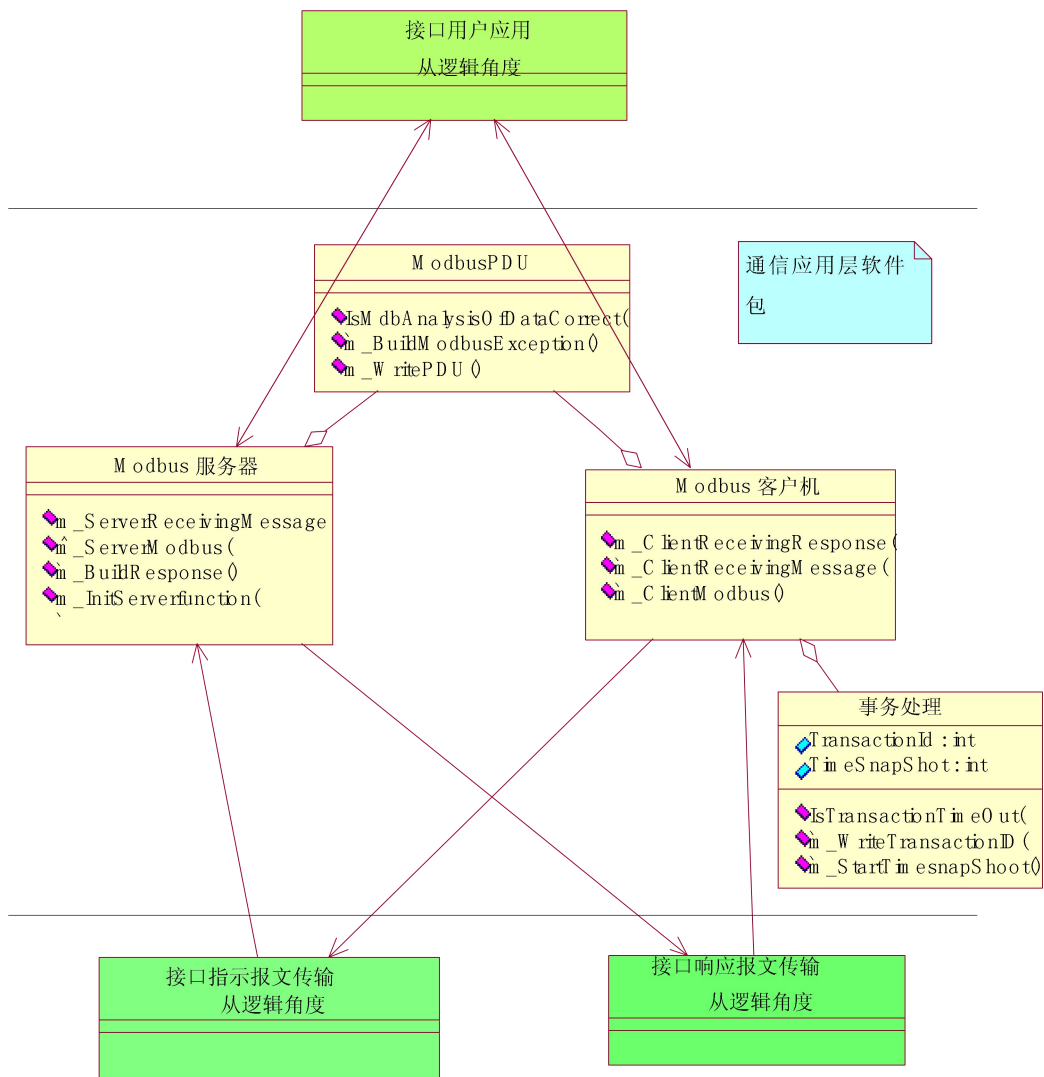 接口用户应用
从逻辑角度
ModbusPDU
IsMdbAnalysisOfDataCorrect(
m_BuildModbusException()
m_WritePDU()
通信应用层软件
包
Modbus 服务器
m_ServerReceivingMessage
m_ServerModbus(
m_BuildResponse()
m_InitServerfunction(
Modbus 客户机
m_ClientReceivingResponse(
m_ClientReceivingMessage(
m_ClientModbus()
事务处理
TransactionId : int
TimeSnapShot : int
IsTransactionTimeOut(
m_WriteTransactionID(
m_StartTimesnapShoot()
接口指示报文传输
从逻辑角度
接口响应报文传输
从逻辑角度